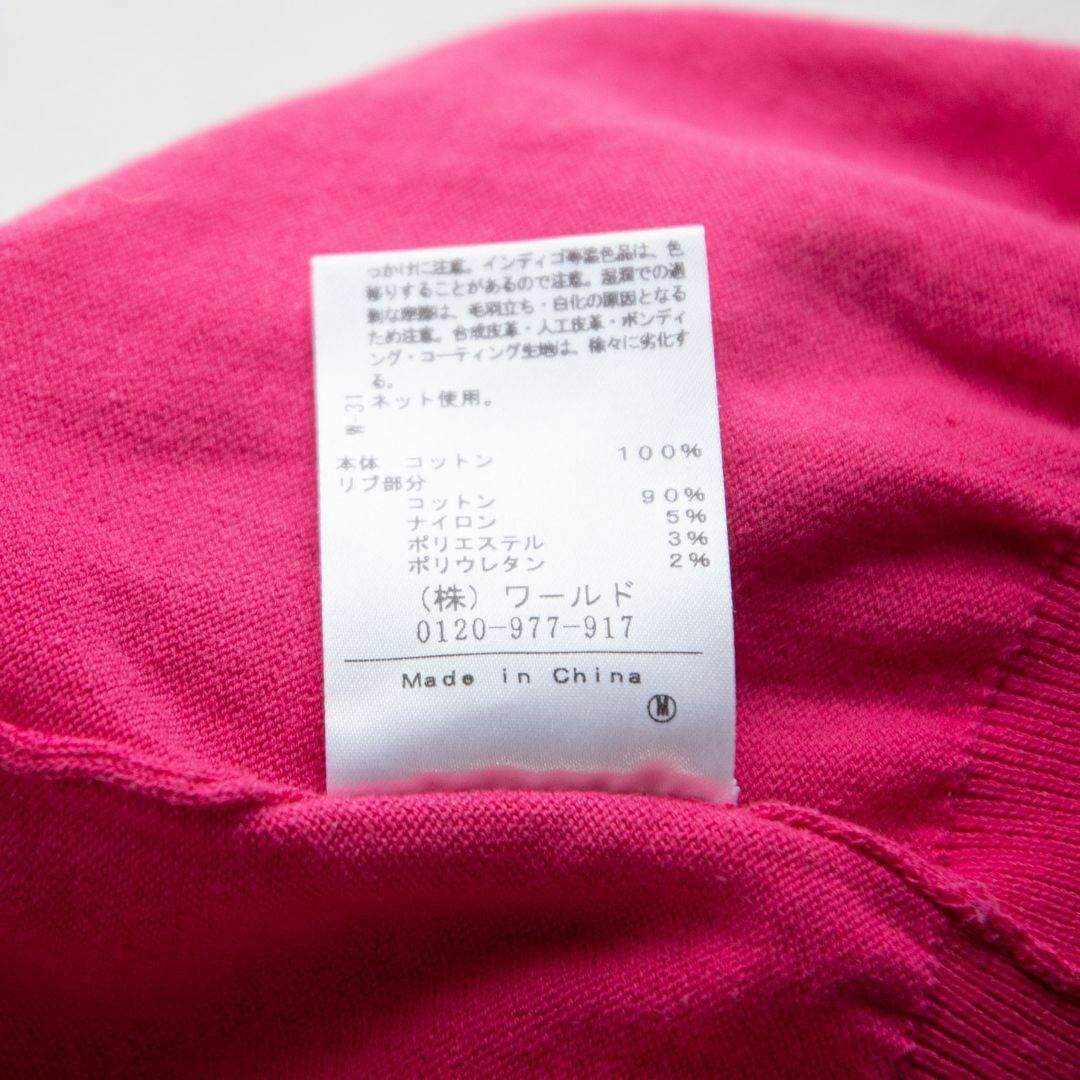 っかけに注意。インディゴ等染色品は、色
移りすることがあるので注意。湿潤での過
剰な摩擦は、毛羽立ち・白化の原因となる
ため注意。合成皮革・人工皮革・ボンディ
ング・コーティング生地は、徐々に劣化す
る。
ネット使用。
W-31
本体 コットン 100%
リブ部分
コットン 90%
ナイロン 5%
ポリエステル 3%
ポリウレタン 2%
(株)ワールド
0120-977-917
Made in China
M